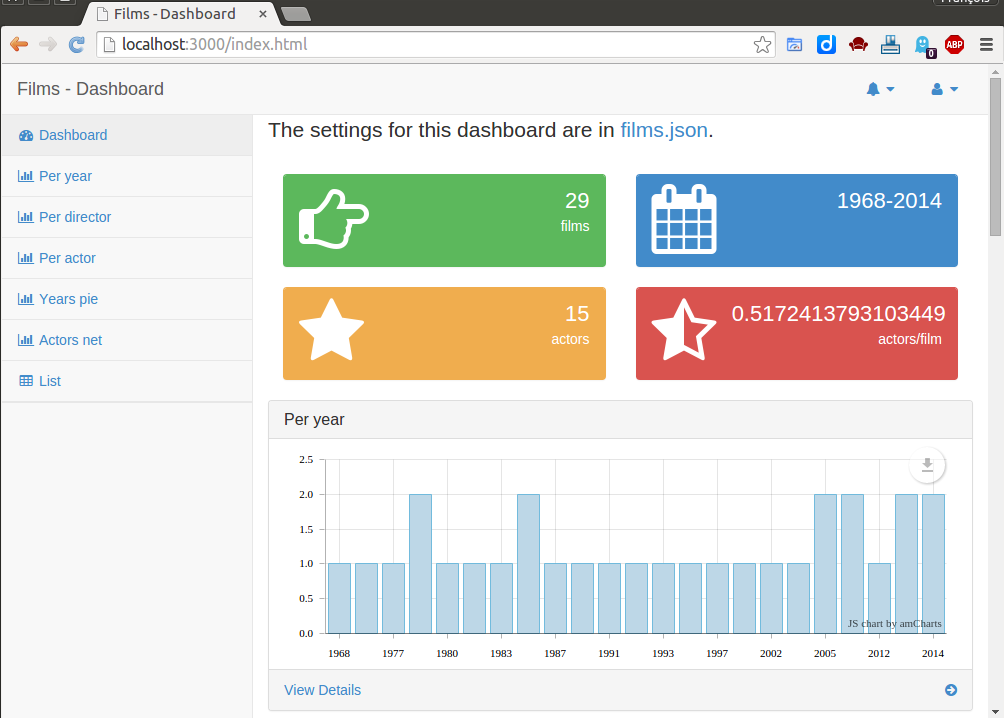 Français
Films - Dashboard ×
localhost:3000/index.html
0
ABP
Films - Dashboard
Dashboard
Per year
Per director
Per actor
Years pie
Actors net
List
The settings for this dashboard are in films.json.
29
films
1968-2014
15
actors
0.5172413793103449
actors/film
Per year
2.5
2.0
1.5
1.0
0.5
0.0
JS chart by amCharts
1968 1977 1980 1983 1987 1991 1993 1997 2002 2005 2012 2014
View Details